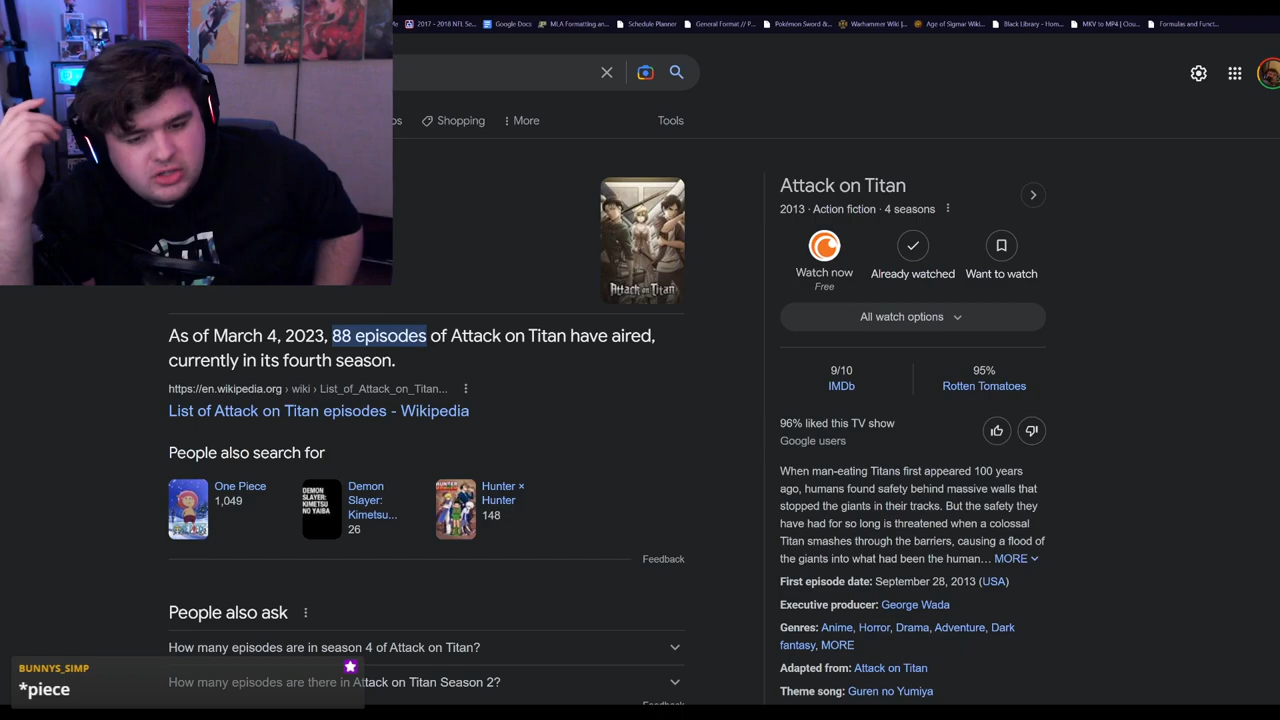 2017 - 2018 NFL Se...
Google Docs
MLA Formatting an...
Schedule Planner
General Format // P...
Pokémon Sword &...
Warhammer Wiki |...
Age of Sigmar Wiki...
Black Library - Hom...
MKV to MP4 | Clou...
Formulas and Funct...
Shopping
More
Tools
Attack on Titan
Attack on Titan
2013 · Action fiction · 4 seasons
Watch now
Free
Already watched
Want to watch
All watch options
As of March 4, 2023, 88 episodes of Attack on Titan have aired,
currently in its fourth season.
https://en.wikipedia.org › wiki › List_of_Attack_on_Titan...
List of Attack on Titan episodes - Wikipedia
9/10
IMDb
95%
Rotten Tomatoes
96% liked this TV show
Google users
People also search for
One Piece
1,049
DEMON
SLAYER:
KIMETSU
NO YAIBA
Demon
Slayer:
Kimetsu...
26
Hunter ×
Hunter
148
Feedback
When man-eating Titans first appeared 100 years
ago, humans found safety behind massive walls that
stopped the giants in their tracks. But the safety they
have had for so long is threatened when a colossal
Titan smashes through the barriers, causing a flood of
the giants into what had been the human... MORE
First episode date: September 28, 2013 (USA)
Executive producer: George Wada
Genres: Anime, Horror, Drama, Adventure, Dark
fantasy, MORE
Adapted from: Attack on Titan
Theme song: Guren no Yumiya
People also ask
How many episodes are in season 4 of Attack on Titan?
How many episodes are there in Attack on Titan Season 2?
Feedback
BUNNYS_SIMP
*piece